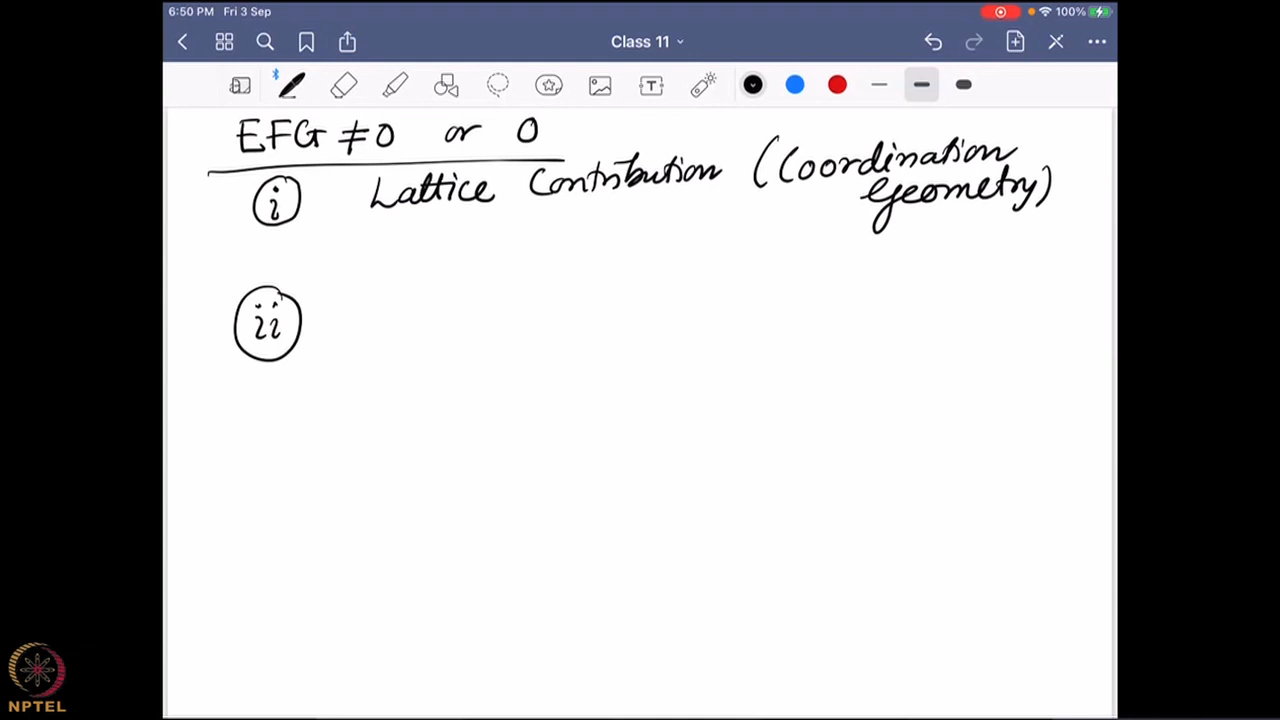 6:50 PM Fri 3 Sep
100%
Class 11
T
EFG ≠ 0 or 0
i Lattice Contribution (Coordination
Geometry)
ii
NPTEL